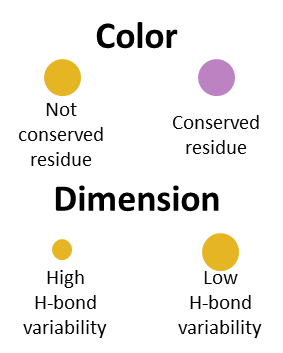 Color
Not
conserved
residue
Conserved
residue
Dimension
High
H-bond
variability
Low
H-bond
variability